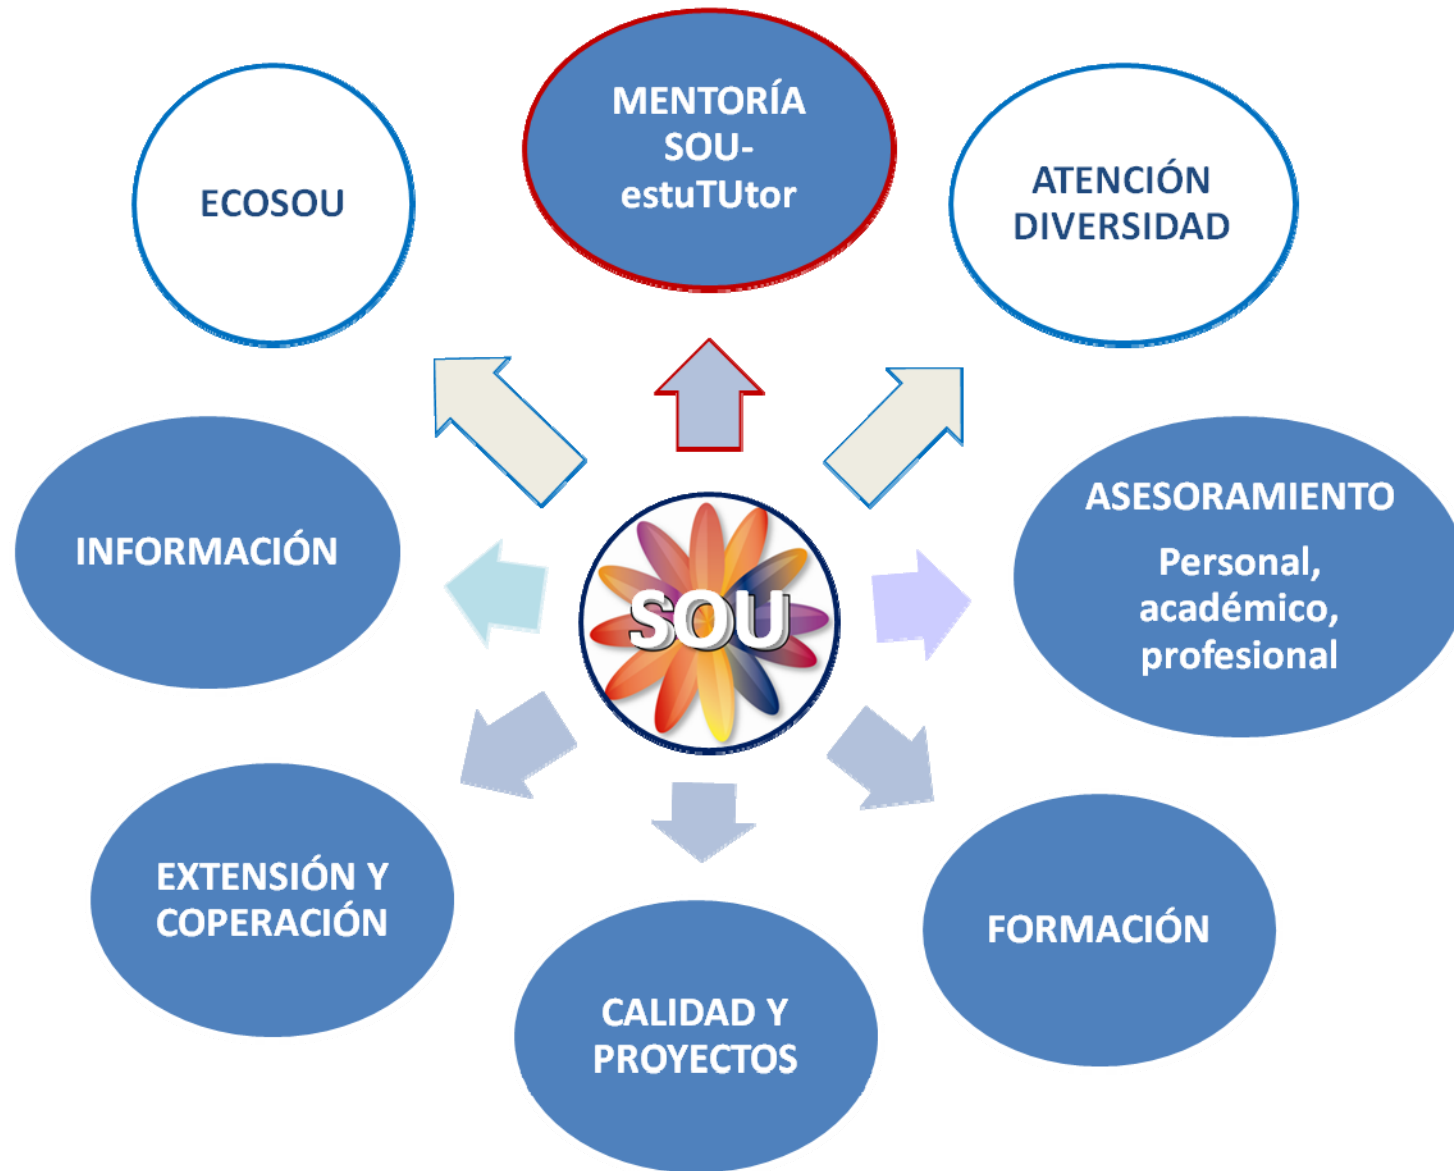 MENTORÍA
SOU-
estuTUtor
ECOSOU
ATENCIÓN
DIVERSIDAD
INFORMACIÓN
SOU
ASESORAMIENTO
Personal,
académico,
profesional
EXTENSIÓN Y
COPERACIÓN
FORMACIÓN
CALIDAD Y
PROYECTOS